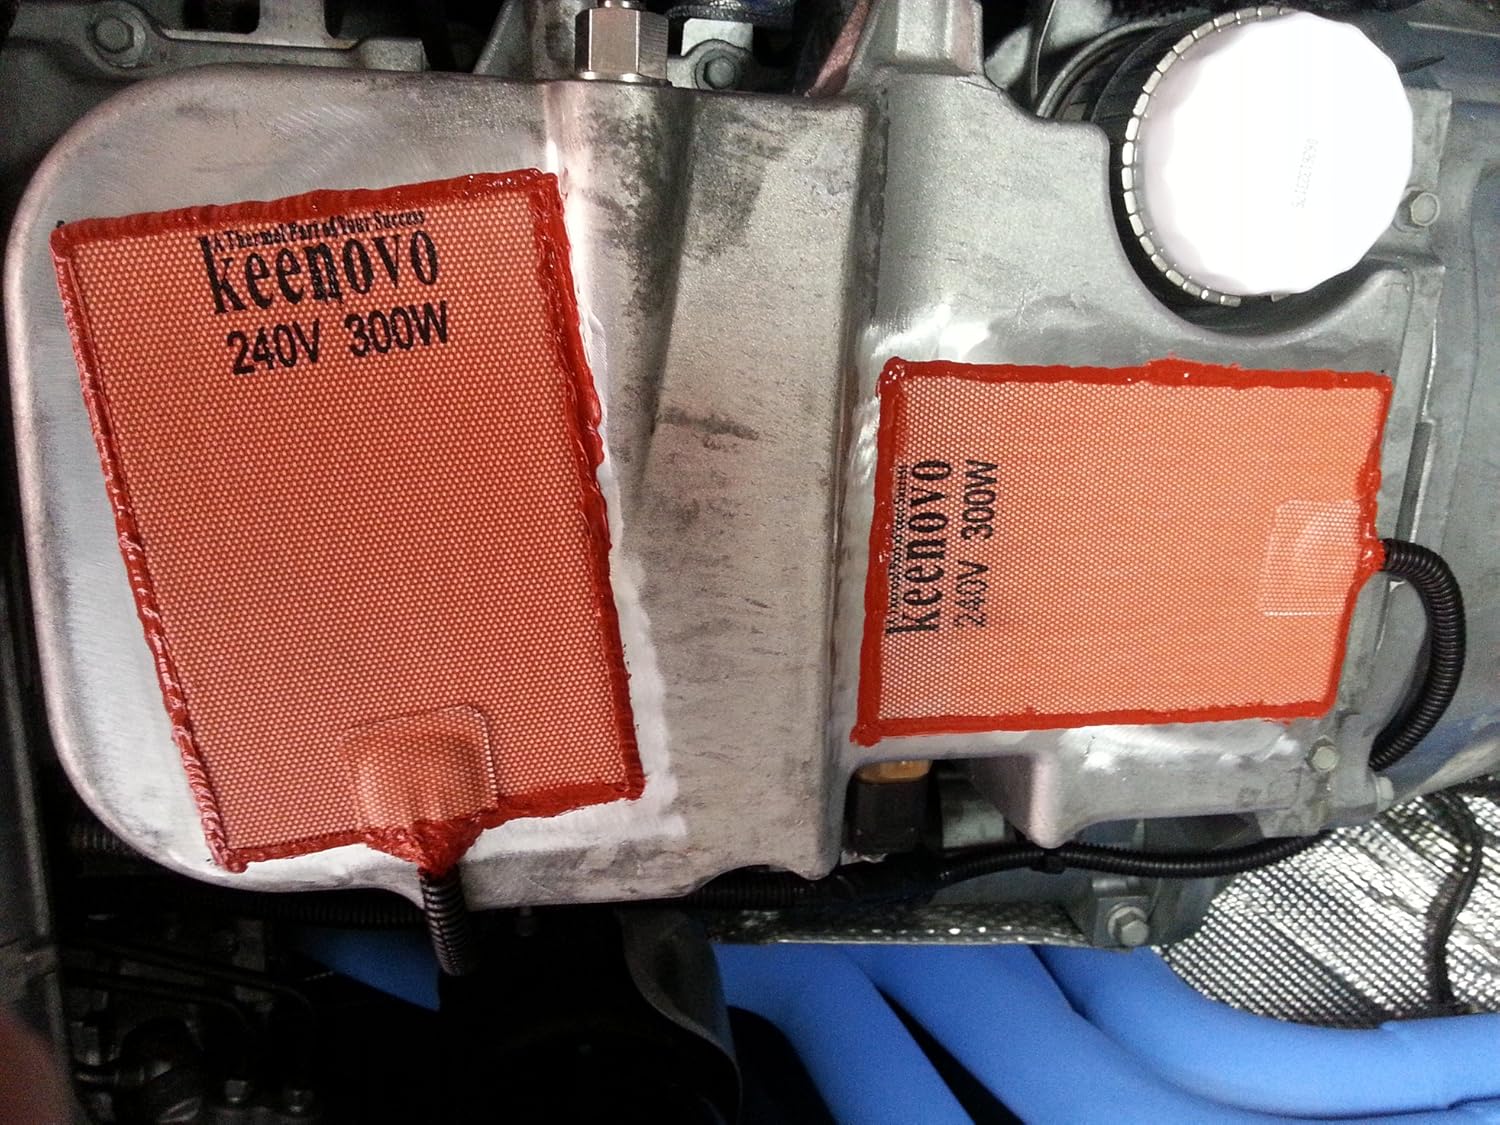 A Thermal Part of Your Success
keenovo
240V 300W
keenovo
240V 300W